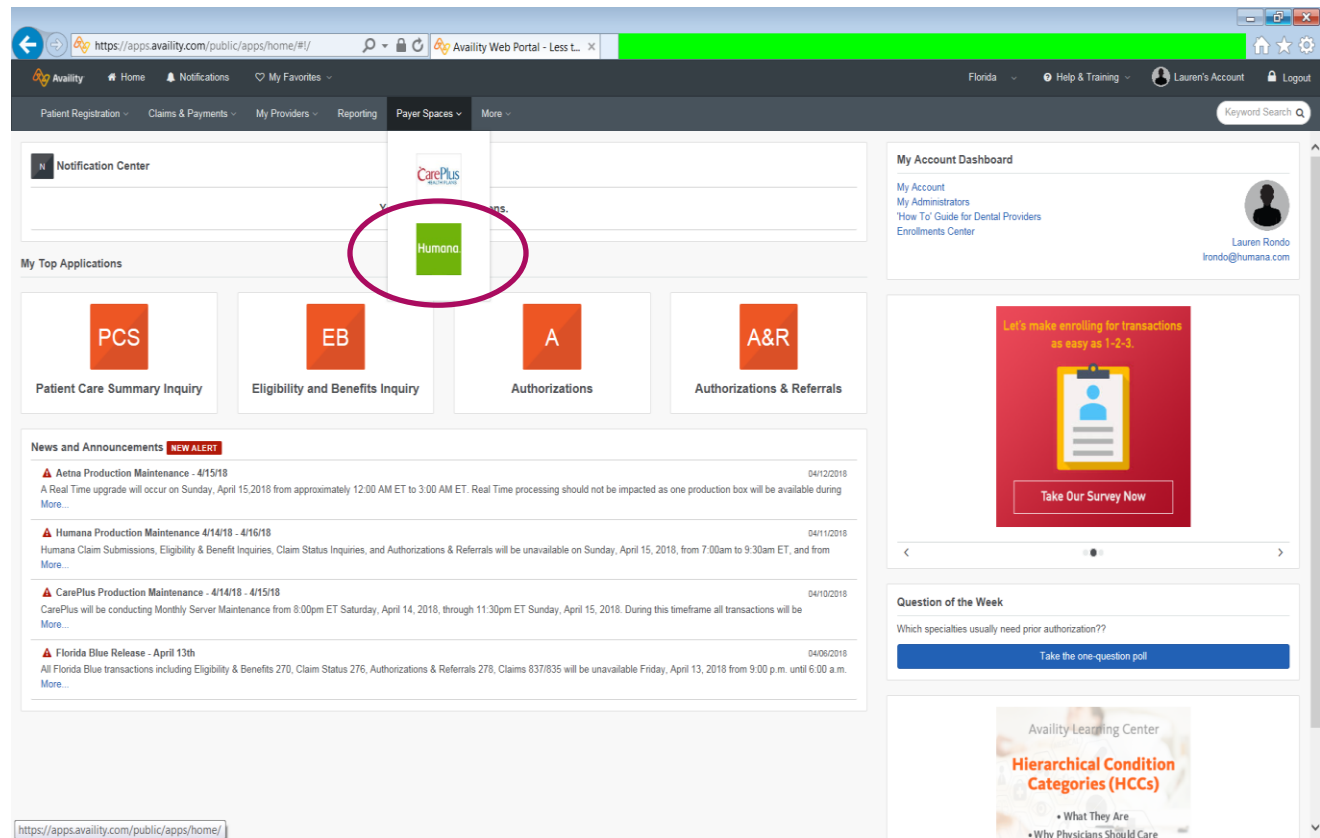 https://apps.availity.com/public/apps/home/#!/
Availity Web Portal - Less t...
Availity
Home
Notifications
My Favorites
Florida
Help & Training
Lauren's Account
Logout
Patient Registration
Claims & Payments
My Providers
Reporting
Payer Spaces
More
Keyword Search
N
Notification Center
CarePlus
HEALTH PLANS
Humana
My Top Applications
PCS
Patient Care Summary Inquiry
EB
Eligibility and Benefits Inquiry
A
Authorizations
A&R
Authorizations & Referrals
News and Announcements NEW ALERT
Aetna Production Maintenance - 4/15/18 04/12/2018
A Real Time upgrade will occur on Sunday, April 15,2018 from approximately 12:00 AM ET to 3:00 AM ET. Real Time processing should not be impacted as one production box will be available during
More...
Humana Production Maintenance 4/14/18 - 4/16/18 04/11/2018
Humana Claim Submissions, Eligibility & Benefit Inquiries, Claim Status Inquiries, and Authorizations & Referrals will be unavailable on Sunday, April 15, 2018, from 7:00am to 9:30am ET, and from
More...
CarePlus Production Maintenance - 4/14/18 - 4/15/18 04/10/2018
CarePlus will be conducting Monthly Server Maintenance from 8:00pm ET Saturday, April 14, 2018, through 11:30pm ET Sunday, April 15, 2018. During this timeframe all transactions will be
More...
Florida Blue Release - April 13th 04/06/2018
All Florida Blue transactions including Eligibility & Benefits 270, Claim Status 276, Authorizations & Referrals 278, Claims 837/835 will be unavailable Friday, April 13, 2018 from 9:00 p.m. until 6:00 a.m.
More...
My Account Dashboard
My Account
My Administrators
'How To' Guide for Dental Providers
Enrollments Center
Lauren Rondo
lrondo@humana.com
Let's make enrolling for transactions
as easy as 1-2-3.
Take Our Survey Now
Question of the Week
Which specialties usually need prior authorization??
Take the one-question poll
Availity Learning Center
Hierarchical Condition
Categories (HCCs)
• What They Are
• Why Physicians Should Care
https://apps.availity.com/public/apps/home/